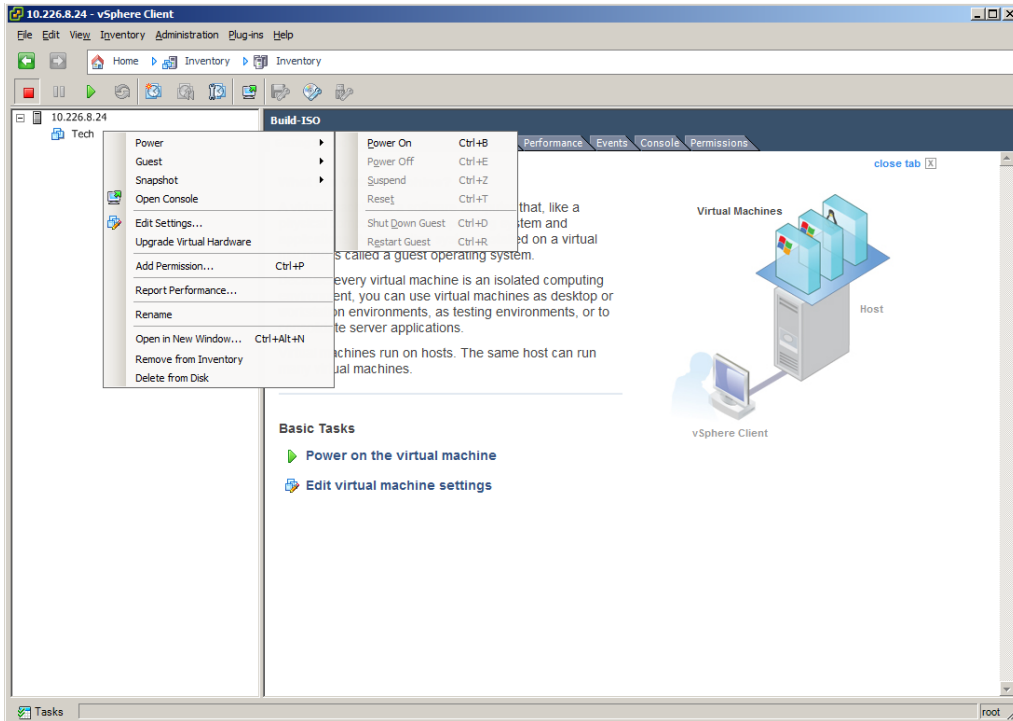 10.226.8.24 - vSphere Client
File Edit View Inventory Administration Plug-ins Help
Home Inventory Inventory
10.226.8.24
Tech
Build-ISO
Performance Events Console Permissions
close tab X
Power
Guest
Snapshot
Open Console
Edit Settings...
Upgrade Virtual Hardware
Add Permission... Ctrl+P
Report Performance...
Rename
Open in New Window... Ctrl+Alt+N
Remove from Inventory
Delete from Disk
Power On Ctrl+B
Power Off Ctrl+E
Suspend Ctrl+Z
Reset Ctrl+T
Shut Down Guest Ctrl+D
Restart Guest Ctrl+R
that, like a
stem and
ed on a virtual
s called a guest operating system.
every virtual machine is an isolated computing
ent, you can use virtual machines as desktop or
on environments, as testing environments, or to
te server applications.
achines run on hosts. The same host can run
ual machines.
Virtual Machines
Host
vSphere Client
Basic Tasks
Power on the virtual machine
Edit virtual machine settings
Tasks
root